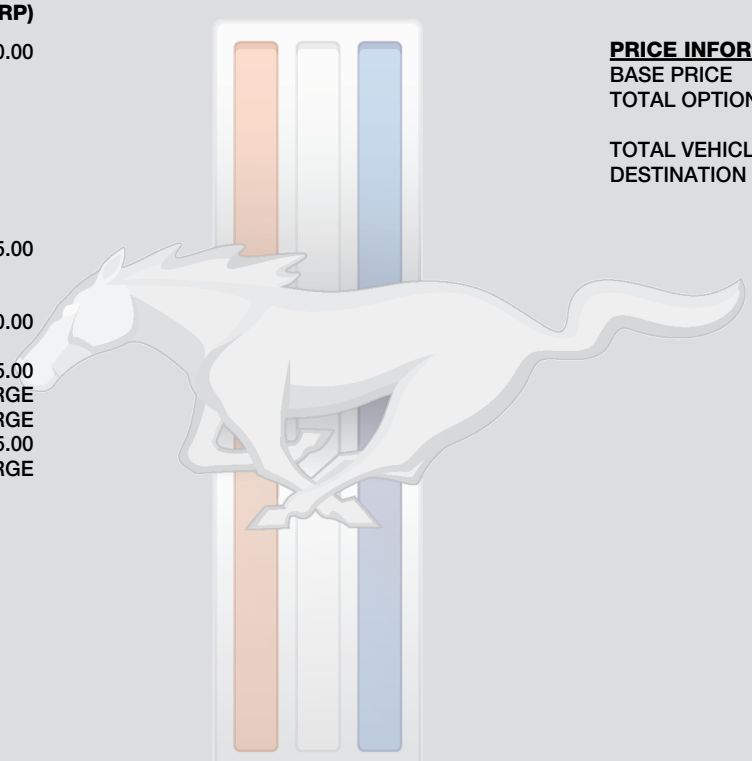 RP)
0.00
5.00
0.00
5.00
RGE
RGE
5.00
RGE
PRICE INFOR
BASE PRICE
TOTAL OPTION
TOTAL VEHICL
DESTINATION